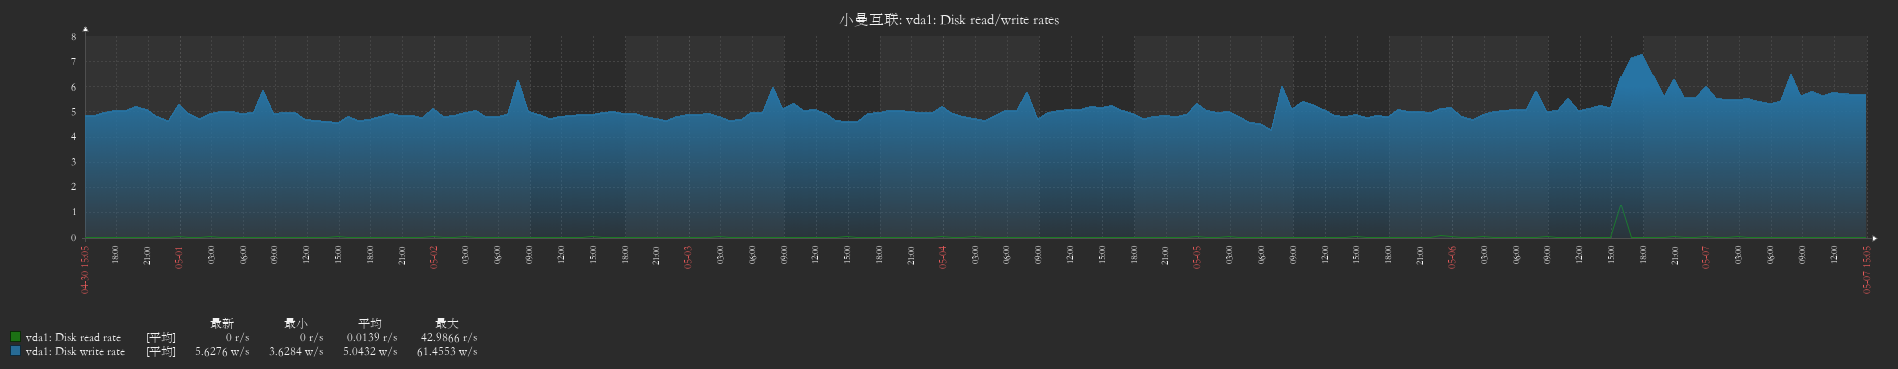 小曼互联: vda1: Disk read/write rates
8
7
6
5
4
3
2
1
0
04-30 15:05 18:00 21:00 05-01 03:00 06:00 09:00 12:00 15:00 18:00 21:00 05-02 03:00 06:00 09:00 12:00 15:00 18:00 21:00 05-03 03:00 06:00 09:00 12:00 15:00 18:00 21:00 05-04 03:00 06:00 09:00 12:00 15:00 18:00 21:00 05-05 03:00 06:00 09:00 12:00 15:00 18:00 21:00 05-06 03:00 06:00 09:00 12:00 15:00 18:00 21:00 05-07 03:00 06:00 09:00 12:00 05-07 15:05
最新 最小 平均 最大
vda1: Disk read rate [平均] 0 r/s 0 r/s 0.0139 r/s 42.9866 r/s
vda1: Disk write rate [平均] 5.6276 w/s 3.6284 w/s 5.0432 w/s 61.4553 w/s